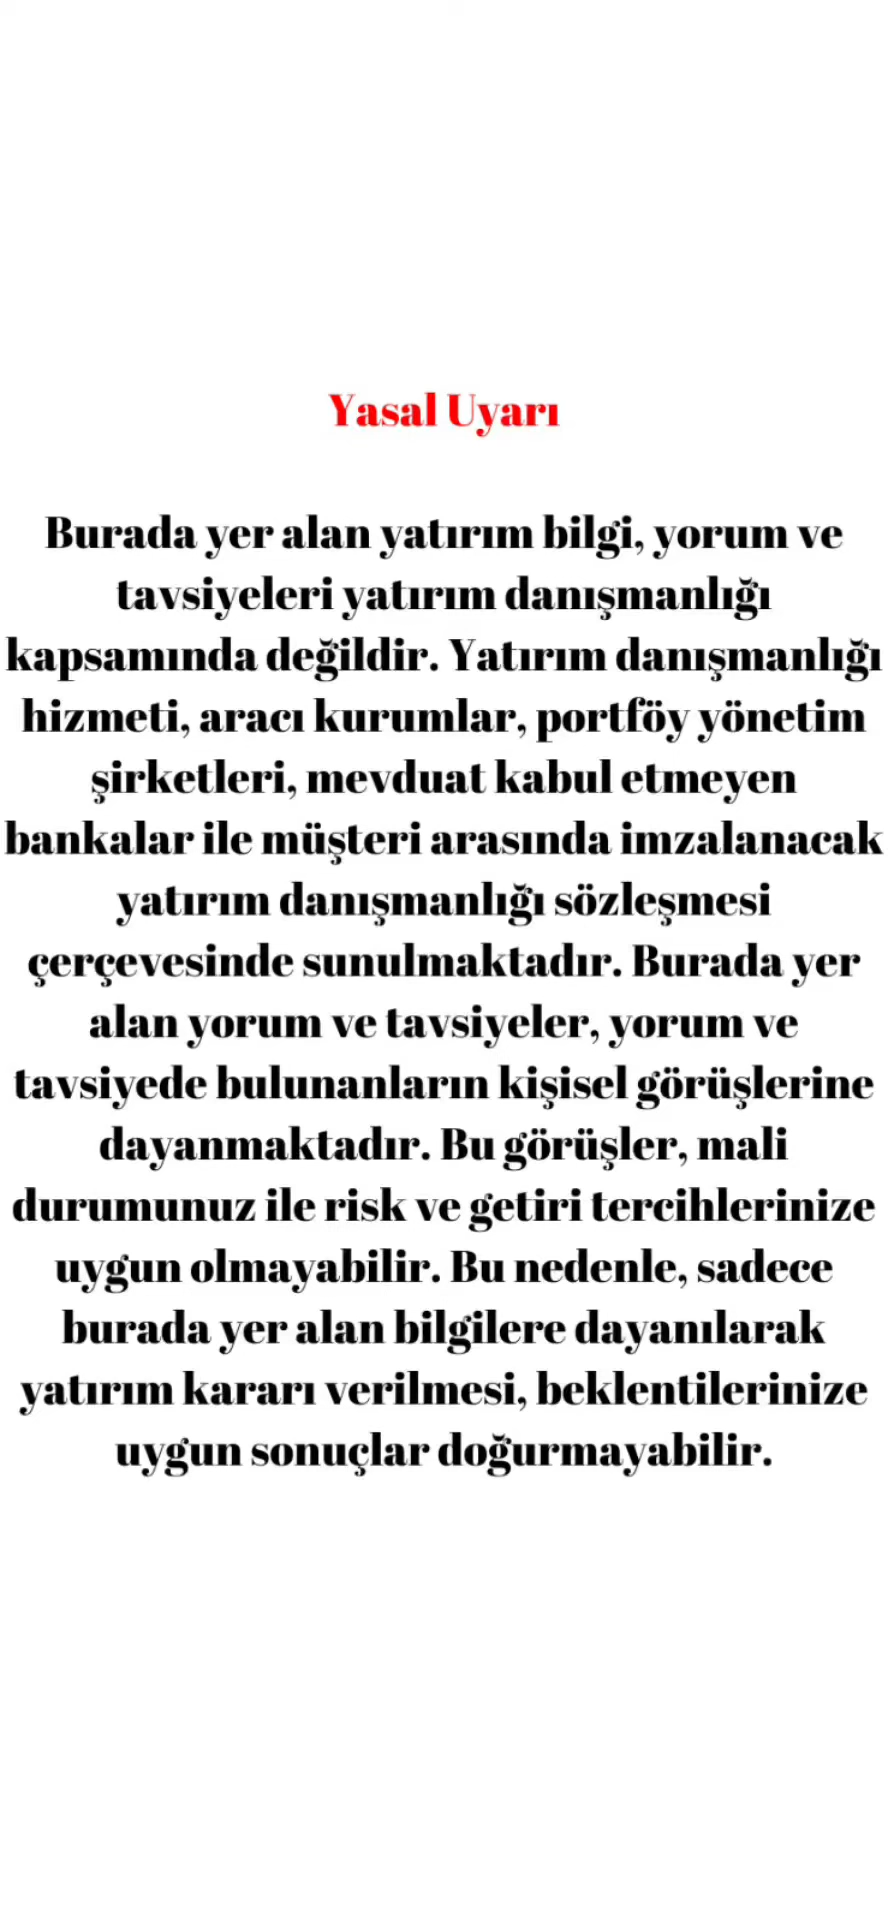 Yasal Uyarı
Burada yer alan yatırım bilgi, yorum ve
tavsiyeleri yatırım danışmanlığı
kapsamında değildir. Yatırım danışmanlığı
hizmeti, aracı kurumlar, portföy yönetim
şirketleri, mevduat kabul etmeyen
bankalar ile müşteri arasında imzalanacak
yatırım danışmanlığı sözleşmesi
çerçevesinde sunulmaktadır. Burada yer
alan yorum ve tavsiyeler, yorum ve
tavsiyede bulunanların kişisel görüşlerine
dayanmaktadır. Bu görüşler, mali
durumunuz ile risk ve getiri tercihlerinize
uygun olmayabilir. Bu nedenle, sadece
burada yer alan bilgilere dayanılarak
yatırım kararı verilmesi, beklentilerinize
uygun sonuçlar doğurmayabilir.